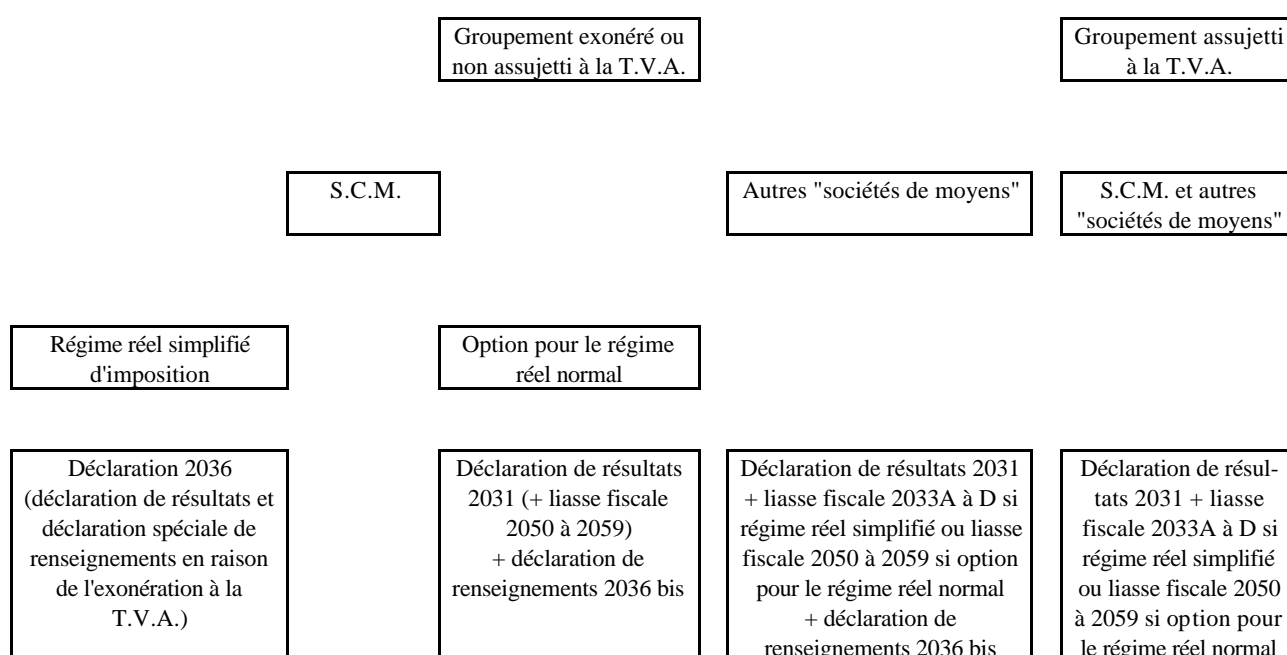 Groupement exonéré ou
non assujetti à la T.V.A.
Groupement assujetti
à la T.V.A.
S.C.M.
Autres "sociétés de moyens"
S.C.M. et autres
"sociétés de moyens"
Régime réel simplifié
d'imposition
Option pour le régime
réel normal
Déclaration 2036
(déclaration de résultats et
déclaration spéciale de
renseignements en raison
de l'exonération à la
T.V.A.)
Déclaration de résultats
2031 (+ liasse fiscale
2050 à 2059)
+ déclaration de
renseignements 2036 bis
Déclaration de résultats 2031
+ liasse fiscale 2033A à D si
régime réel simplifié ou liasse
fiscale 2050 à 2059 si option
pour le régime réel normal
+ déclaration de
renseignements 2036 bis
Déclaration de résul-
tats 2031 + liasse
fiscale 2033A à D si
régime réel simplifié
ou liasse fiscale 2050
à 2059 si option pour
le régime réel normal